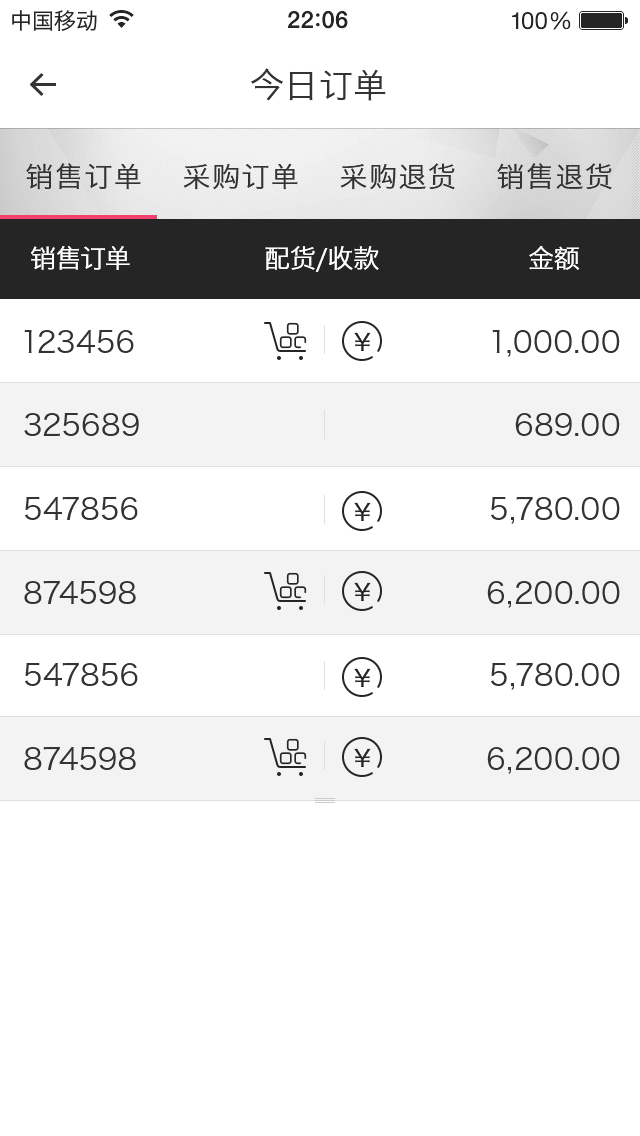 中国移动 22:06 100%
今日订单
销售订单 采购订单 采购退货 销售退货
销售订单 配货/收款 金额
123456 ¥ 1,000.00
325689 689.00
547856 ¥ 5,780.00
874598 ¥ 6,200.00
547856 ¥ 5,780.00
874598 ¥ 6,200.00